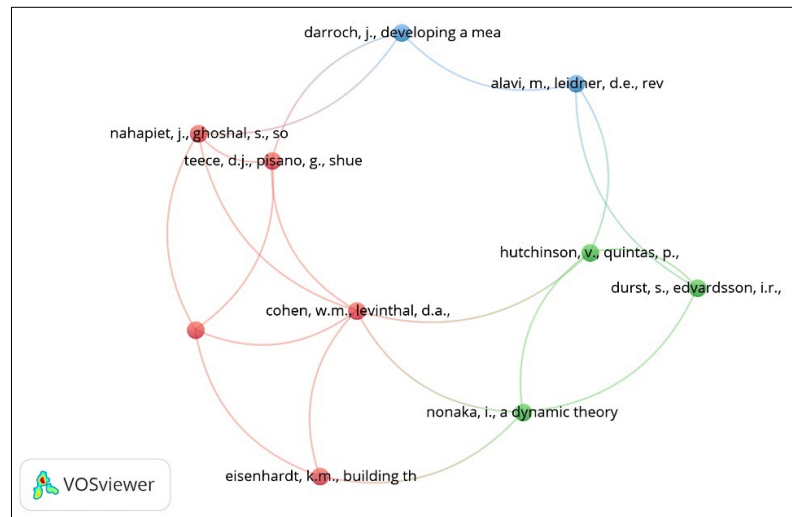 darroch, j., developing a mea
alavi, m., leidner, d.e., rev
nahapiet, j., ghoshal, s., so
teece, d.j., pisano, g., shue
hutchinson, v., quintas, p.,
durst, s., edvardsson, i.r.,
cohen, w.m., levinthal, d.a.,
nonaka, i., a dynamic theory
eisenhardt, k.m., building th
VOSviewer